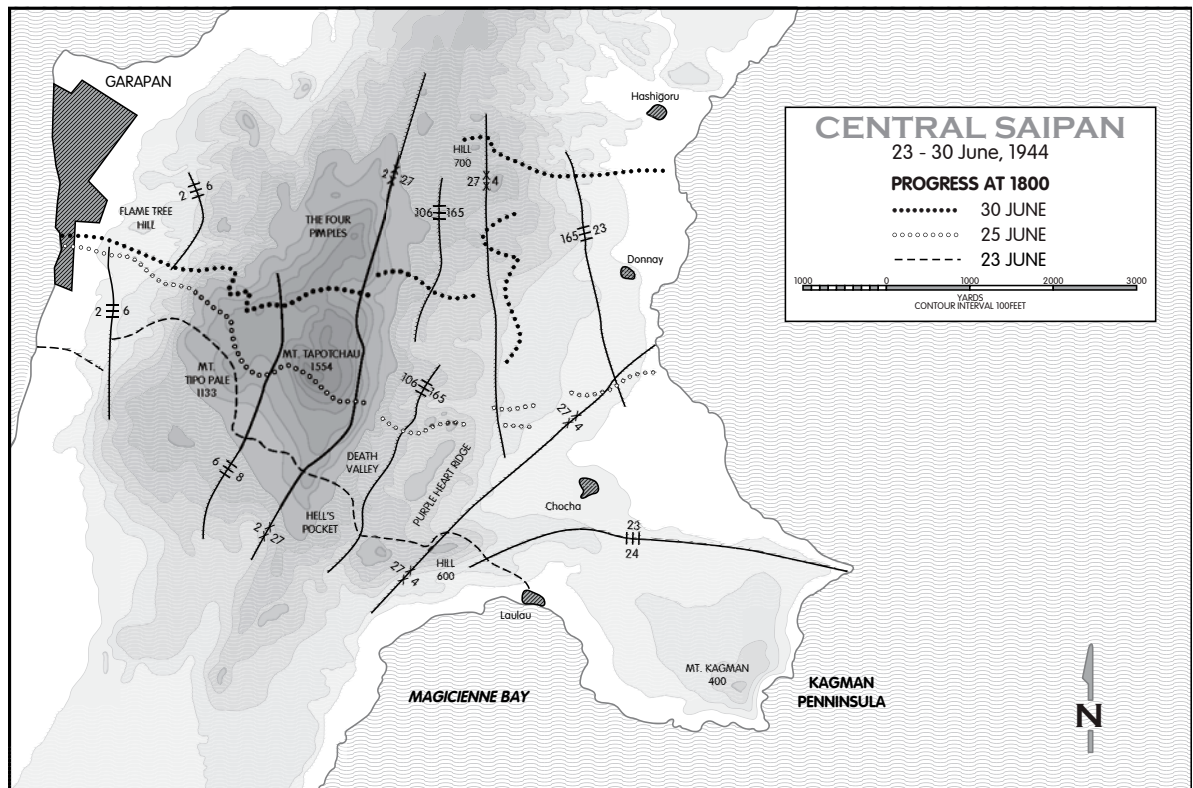 GARAPAN
Hashigoru
CENTRAL SAIPAN
23 - 30 June, 1944
PROGRESS AT 1800
30 JUNE
25 JUNE
23 JUNE
1000 0 1000 2000 3000
YARDS
CONTOUR INTERVAL 100FEET
HILL
700
2 27
27 4
2 6
106 165
FLAME TREE
HILL
THE FOUR
PIMPLES
165 23
Donnay
2 6
MT. TAPOTCHAU
1554
MT.
TIPO PALE
1133
106 165
27 4
6 8
DEATH
VALLEY
PURPLE HEART RIDGE
Chocha
HELL'S
POCKET
2 27
23
24
27 4
HILL
600
Laulau
MT. KAGMAN
400
MAGICIENNE BAY
KAGMAN
PENNINSULA
N